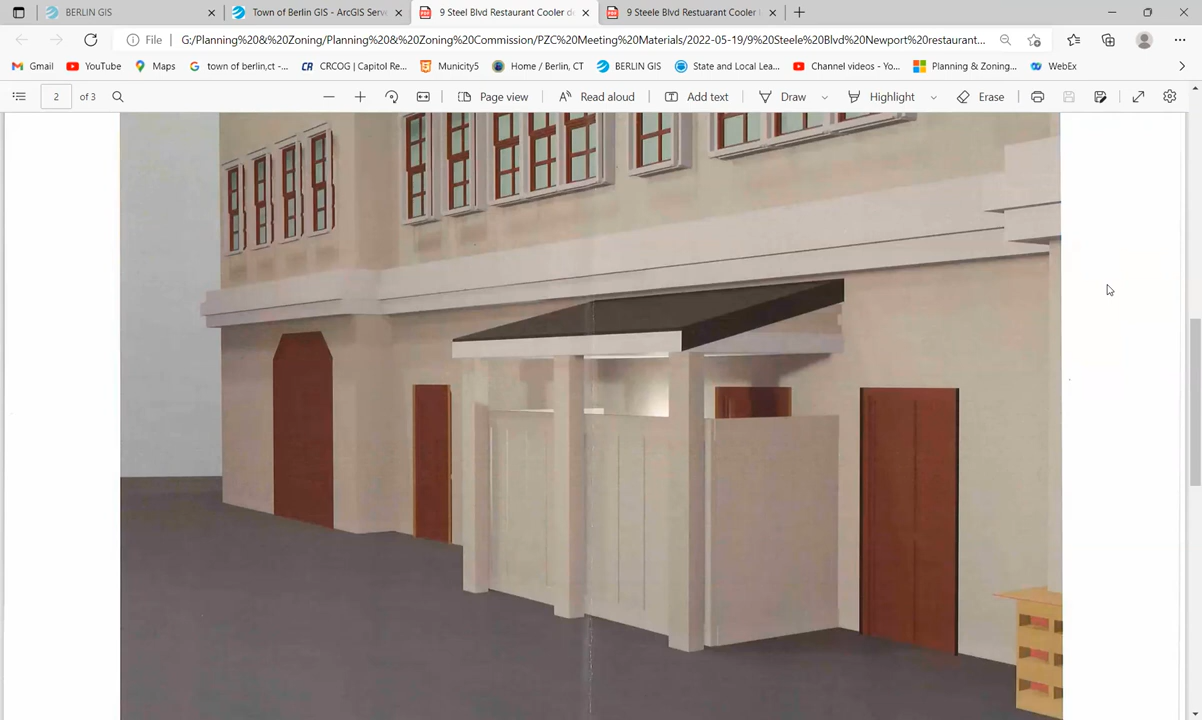 BERLIN GIS
Town of Berlin GIS - ArcGIS Serve
9 Steel Blvd Restaurant Cooler de
9 Steele Blvd Restuarant Cooler l
File
G:/Planning%20&%20Zoning/Planning%20&%20Zoning%20Commission/PZC%20Meeting%20Materials/2022-05-19/9%20Steele%20Blvd%20Newport%20restaurant...
Gmail
YouTube
Maps
town of berlin,ct -...
CRCOG | Capitol Re...
Municity5
Home / Berlin, CT
BERLIN GIS
State and Local Lea...
Channel videos - Yo...
Planning & Zoning...
WebEx
2 of 3
Page view
Read aloud
Add text
Draw
Highlight
Erase